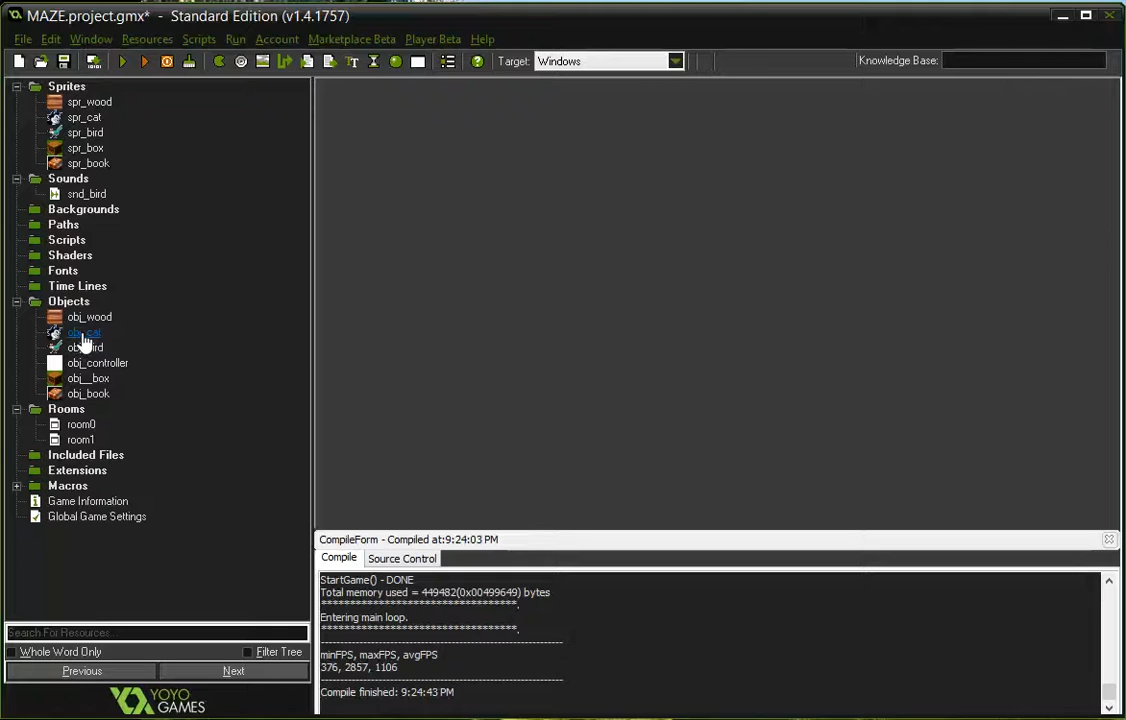 MAZE.project.gmx* - Standard Edition (v1.4.1757)
File Edit Window Resources Scripts Run Account Marketplace Beta Player Beta Help
Target: Windows Knowledge Base:
Sprites
spr_wood
spr_cat
spr_bird
spr_box
spr_book
Sounds
snd_bird
Backgrounds
Paths
Scripts
Shaders
Fonts
Time Lines
Objects
obj_wood
obj_cat
obj_bird
obj_controller
obj__box
obj_book
Rooms
room0
room1
Included Files
Extensions
Macros
Game Information
Global Game Settings
Search For Resources...
Whole Word Only Filter Tree
Previous Next
YOYO
GAMES
CompileForm - Compiled at:9:24:03 PM
Compile Source Control
StartGame() - DONE
Total memory used = 449482(0x00499649) bytes
***********************************.
Entering main loop.
***********************************.
--------------------------------------------------------
minFPS, maxFPS, avgFPS
376, 2857, 1106
--------------------------------------------------------
Compile finished: 9:24:43 PM